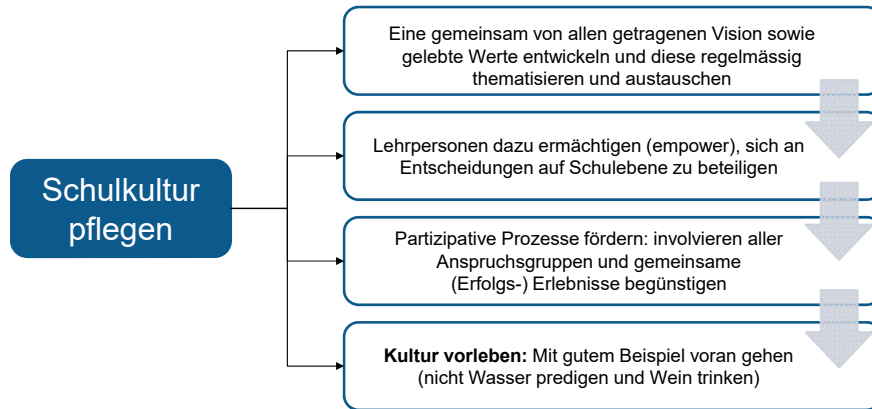 Schulkultur
pflegen
Eine gemeinsam von allen getragenen Vision sowie
gelebte Werte entwickeln und diese regelmässig
thematisieren und austauschen
Lehrpersonen dazu ermächtigen (empower), sich an
Entscheidungen auf Schulebene zu beteiligen
Partizipative Prozesse fördern: involvieren aller
Anspruchsgruppen und gemeinsame
(Erfolgs-) Erlebnisse begünstigen
Kultur vorleben: Mit gutem Beispiel voran gehen
(nicht Wasser predigen und Wein trinken)